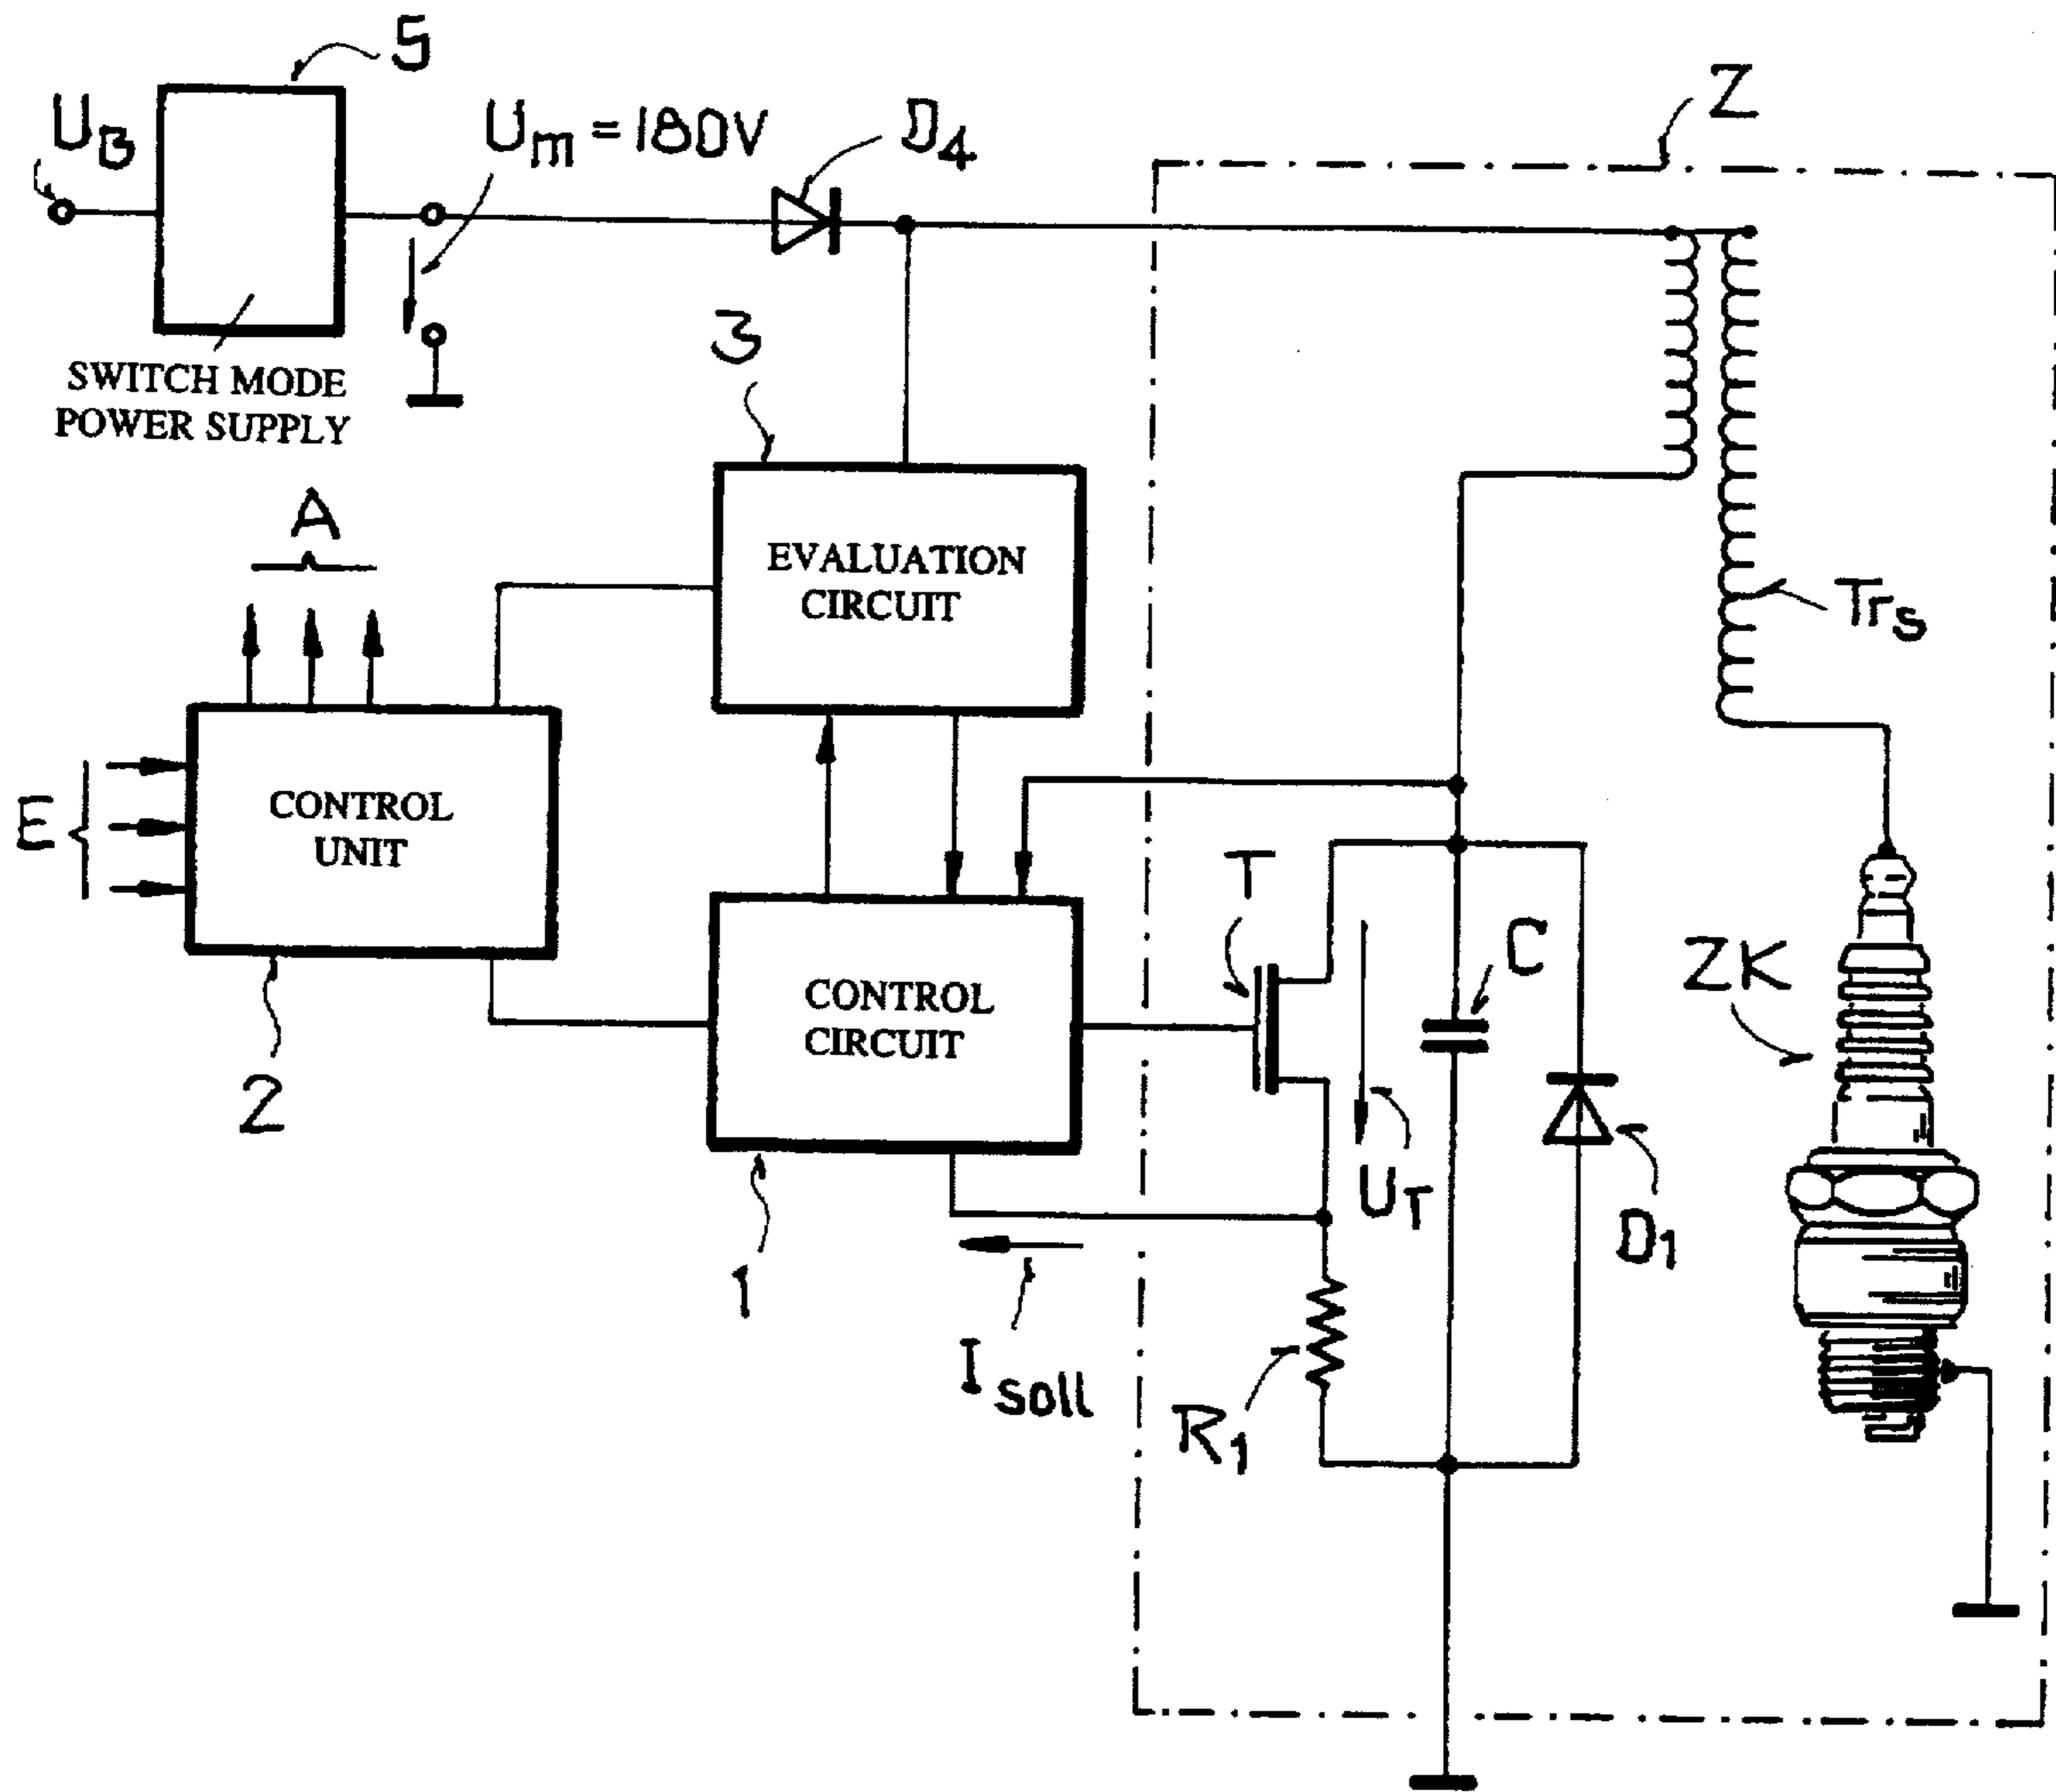 5
Z
U_B
U_m = 180V
D_4
SWITCH MODE
POWER SUPPLY
3
A
EVALUATION
CIRCUIT
Tr_S
E
CONTROL
UNIT
T
C
ZK
CONTROL
CIRCUIT
2
U_T
D_1
1
I_soll
R_1